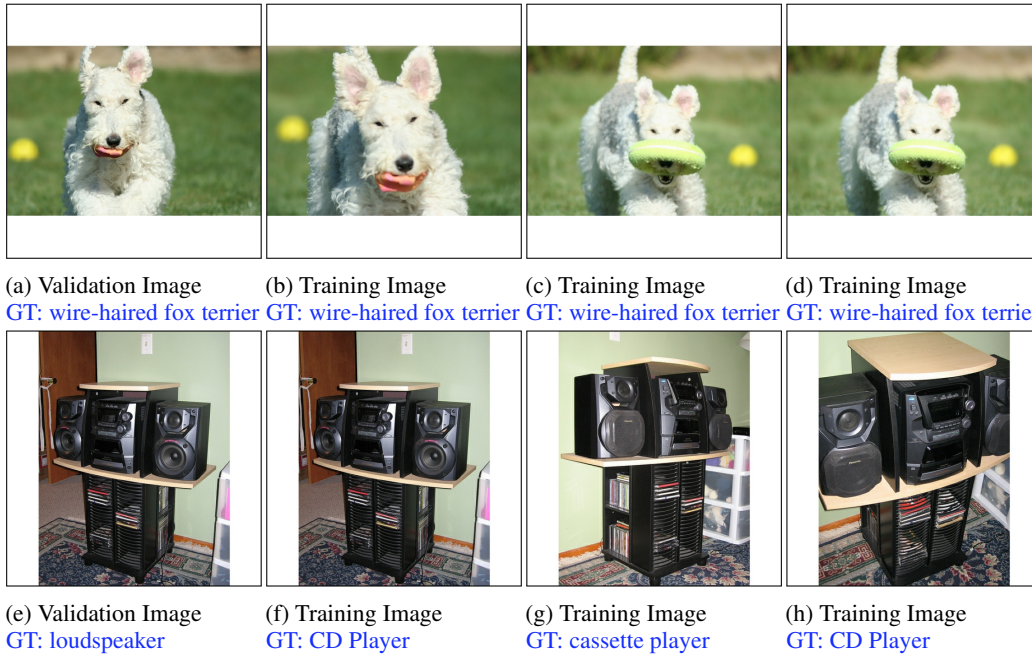 (a) Validation Image
GT: wire-haired fox terrier
(b) Training Image
GT: wire-haired fox terrier
(c) Training Image
GT: wire-haired fox terrier
(d) Training Image
GT: wire-haired fox terrie
(e) Validation Image
GT: loudspeaker
(f) Training Image
GT: CD Player
(g) Training Image
GT: cassette player
(h) Training Image
GT: CD Player